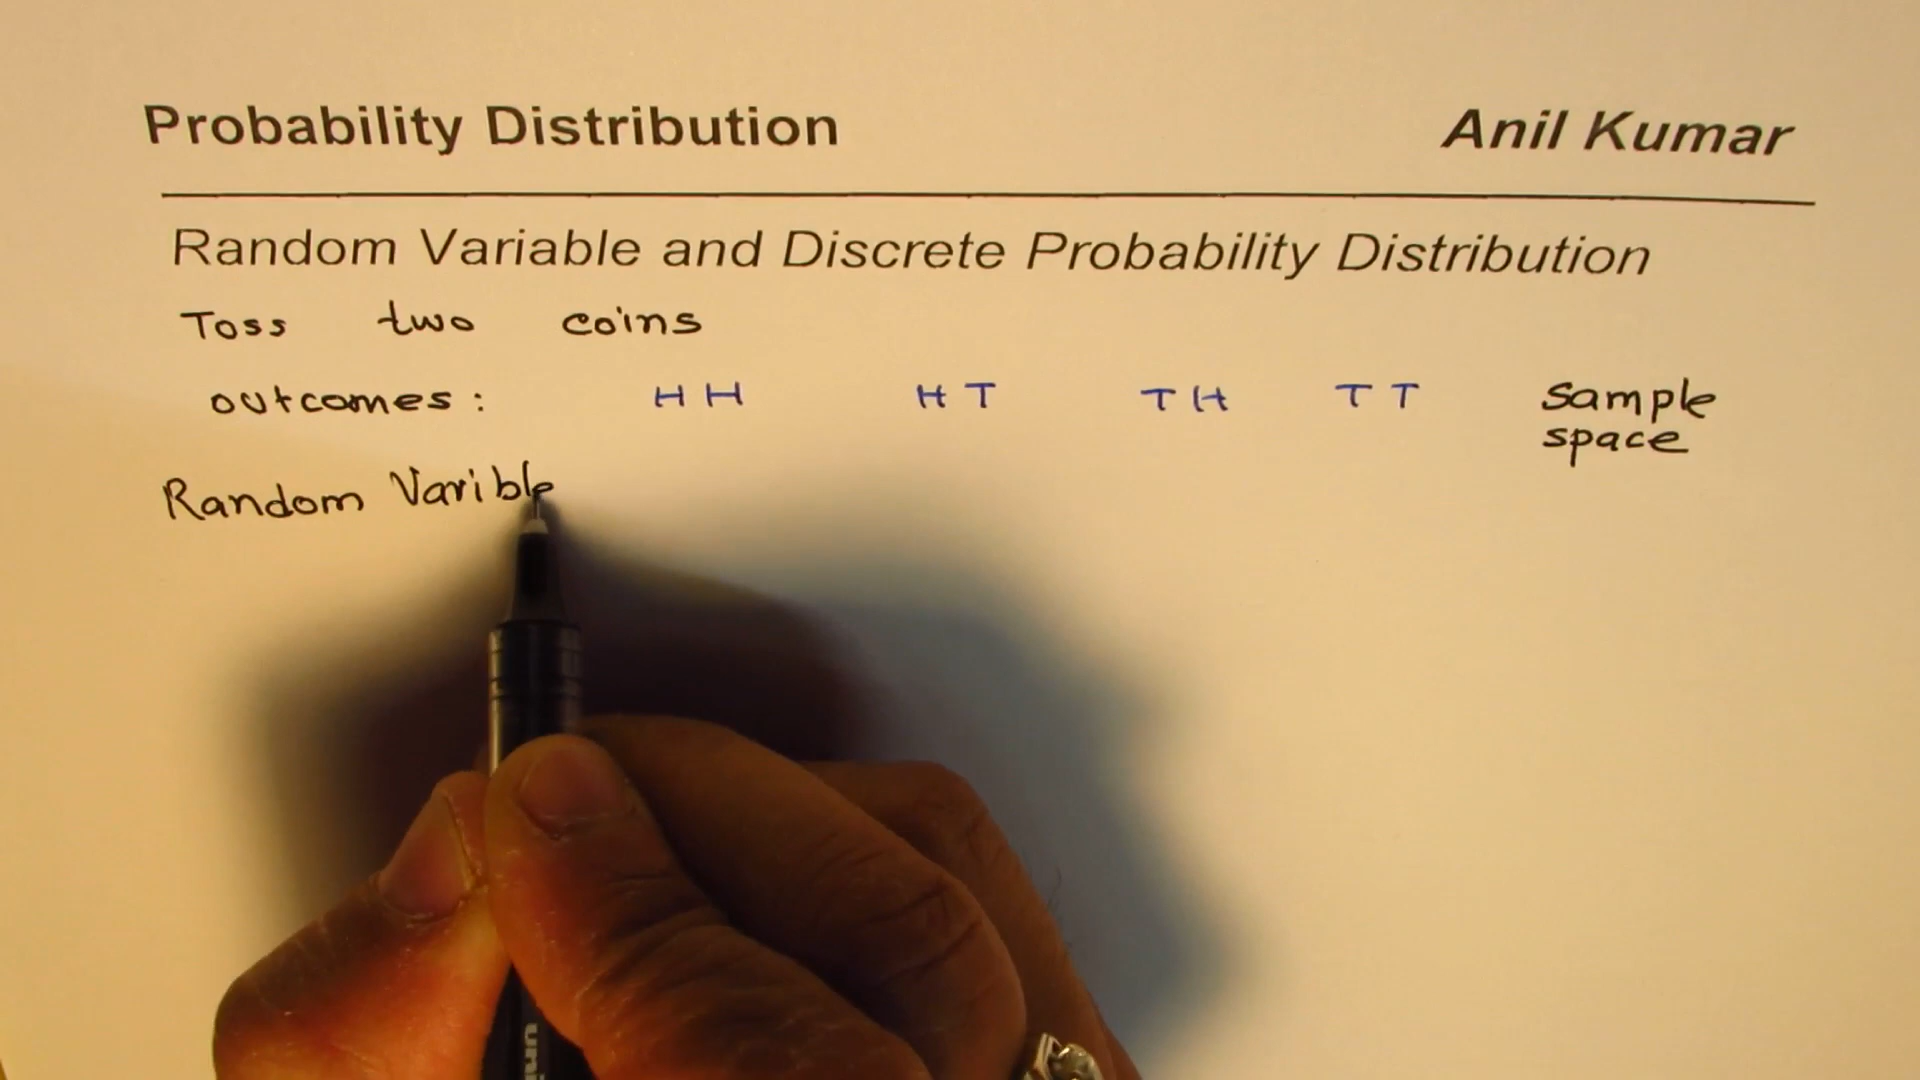 Probability Distribution Anil Kumar
Random Variable and Discrete Probability Distribution
Toss two coins
outcomes: HH HT TH TT Sample
space
Random Varible
uni